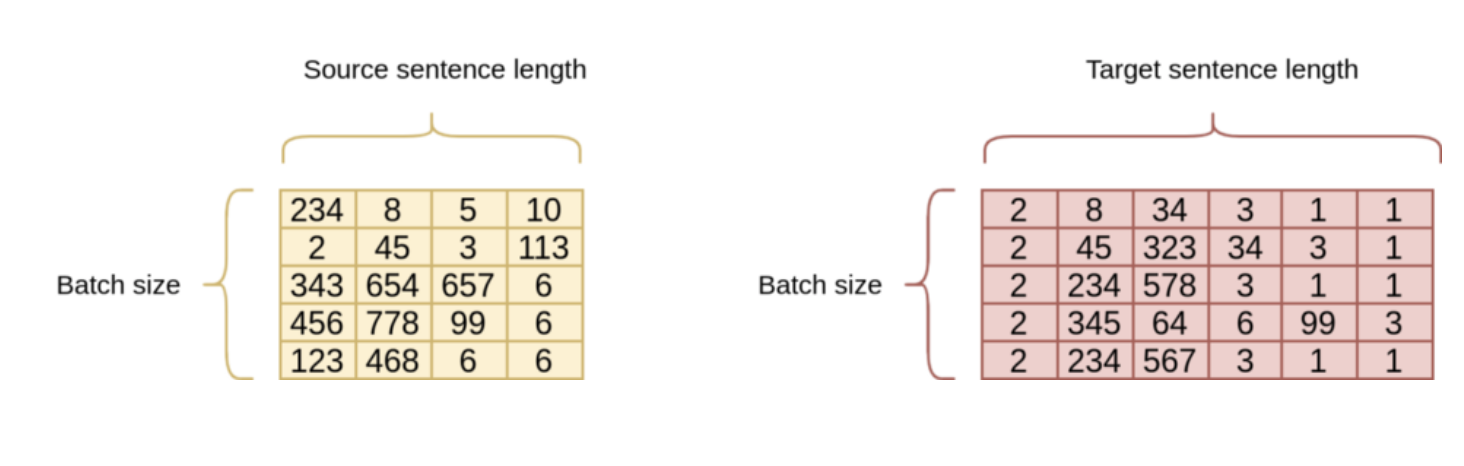 Source sentence length
Target sentence length
Batch size
234 8 5 10
2 45 3 113
343 654 657 6
456 778 99 6
123 468 6 6
Batch size
2 8 34 3 1 1
2 45 323 34 3 1
2 234 578 3 1 1
2 345 64 6 99 3
2 234 567 3 1 1